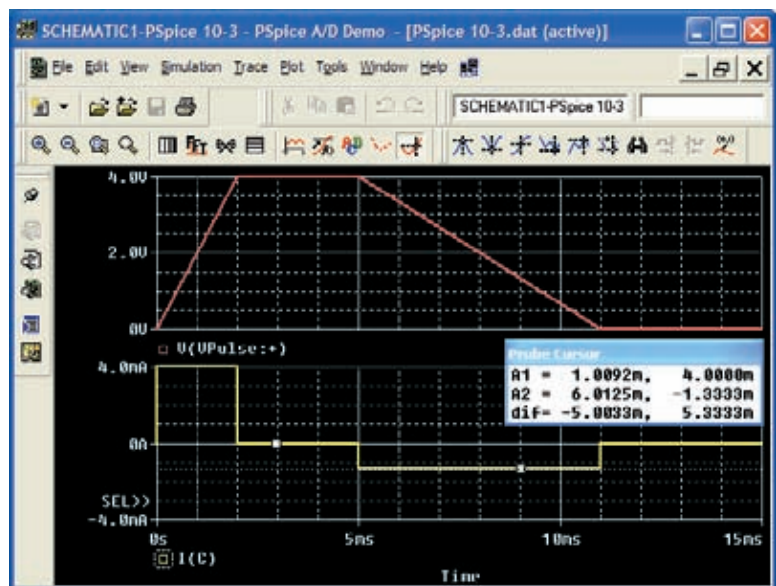 SCHEMATIC1-PSpice 10-3 - PSpice A/D Demo - [PSpice 10-3.dat (active)]
File Edit View Simulation Trace Plot Tools Window Help
SCHEMATIC1-PSpice 10-3
4.0V
2.0V
0V
V(VPulse:+)
4.0mA
0A
SEL>>
-4.0mA
Probe Cursor
A1 = 1.0092m, 4.0000m
A2 = 6.0125m, -1.3333m
dif= -5.0033m, 5.3333m
0s 5ms 10ms 15ms
I(C)
Time